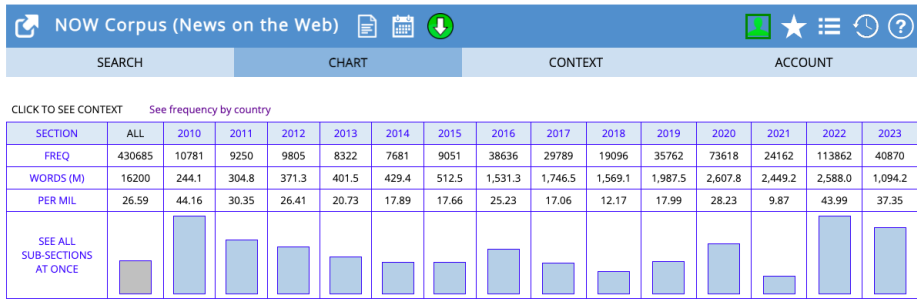 NOW Corpus (News on the Web)
SEARCH CHART CONTEXT ACCOUNT
CLICK TO SEE CONTEXT See frequency by country
SECTION ALL 2010 2011 2012 2013 2014 2015 2016 2017 2018 2019 2020 2021 2022 2023
FREQ 430685 10781 9250 9805 8322 7681 9051 38636 29789 19096 35762 73618 24162 113862 40870
WORDS (M) 16200 244.1 304.8 371.3 401.5 429.4 512.5 1,531.3 1,746.5 1,569.1 1,987.5 2,607.8 2,449.2 2,588.0 1,094.2
PER MIL 26.59 44.16 30.35 26.41 20.73 17.89 17.66 25.23 17.06 12.17 17.99 28.23 9.87 43.99 37.35
SEE ALL
SUB-SECTIONS
AT ONCE